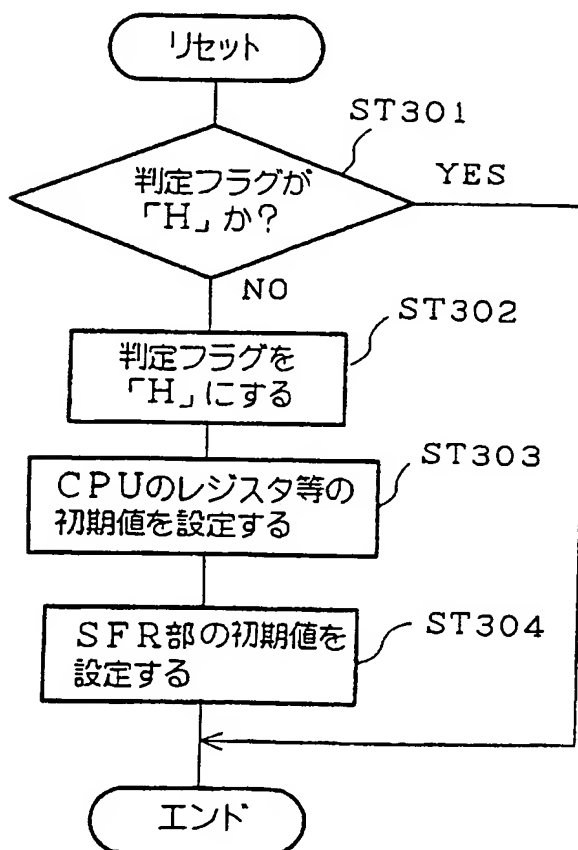 リセット
ST301
判定フラグが
「H」か？
YES
NO
ST302
判定フラグを
「H」にする
ST303
CPUのレジスタ等の
初期値を設定する
ST304
SFR部の初期値を
設定する
エンド